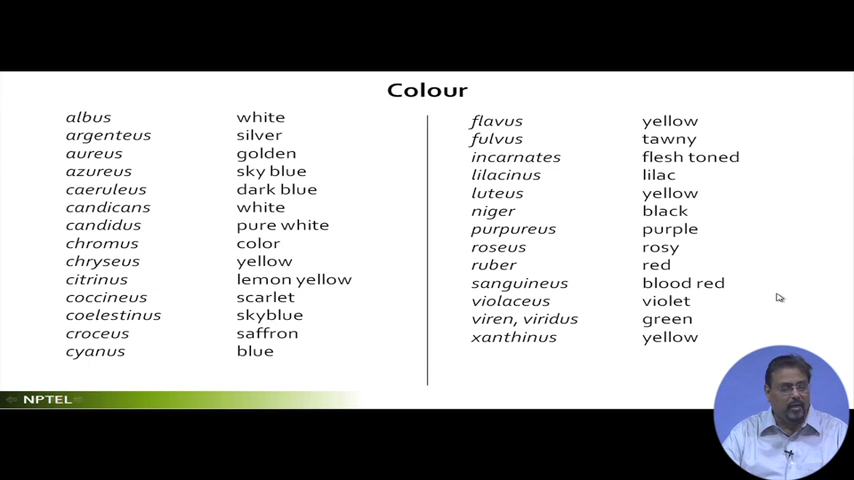 Colour
albus white
argenteus silver
aureus golden
azureus sky blue
caeruleus dark blue
candicans white
candidus pure white
chromus color
chryseus yellow
citrinus lemon yellow
coccineus scarlet
coelestinus skyblue
croceus saffron
cyanus blue
flavus yellow
fulvus tawny
incarnates flesh toned
lilacinus lilac
luteus yellow
niger black
purpureus purple
roseus rosy
ruber red
sanguineus blood red
violaceus violet
viren, viridus green
xanthinus yellow
NPTEL